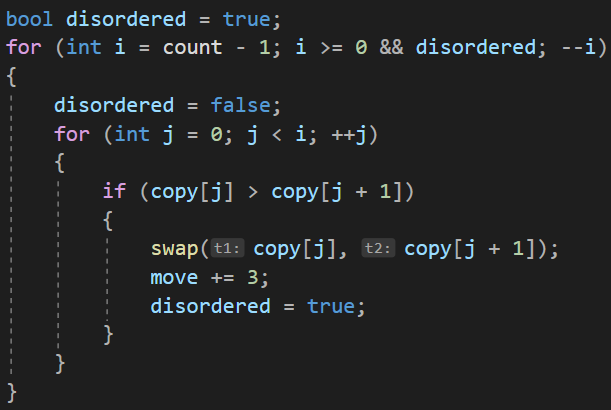 bool disordered = true;
for (int i = count - 1; i >= 0 && disordered; --i)
{
    disordered = false;
    for (int j = 0; j < i; ++j)
    {
        if (copy[j] > copy[j + 1])
        {
            swap(t1: copy[j], t2: copy[j + 1]);
            move += 3;
            disordered = true;
        }
    }
}